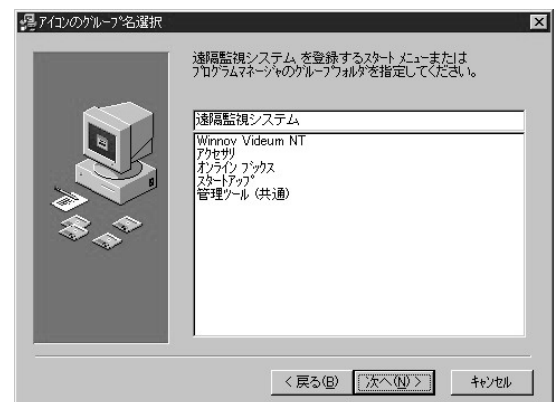 ｱｲｺﾝのｸﾞﾙｰﾌﾟ名選択
遠隔監視システム を登録するｽﾀｰﾄ ﾒﾆｭｰまたは
ﾌﾟﾛｸﾞﾗﾑﾏﾈｰｼﾞｬのｸﾞﾙｰﾌﾟﾌｫﾙﾀﾞを指定してください。
遠隔監視システム
Winnov Videum NT
ｱｸｾｻﾘ
ｵﾝﾗｲﾝ ﾌﾞｯｸｽ
ｽﾀｰﾄｱｯﾌﾟ
管理ﾂｰﾙ (共通)
< 戻る(B) 次へ(N) > ｷｬﾝｾﾙ